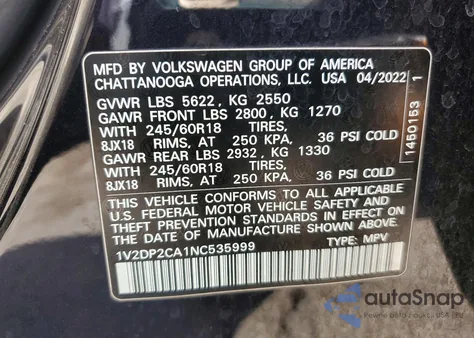 MFD BY VOLKSWAGEN GROUP OF AMERICA
CHATTANOOGA OPERATIONS, LLC. USA 04/2022
GVWR LBS 5622, KG 2550
GAWR FRONT LBS 2800, KG 1270
WITH 245/60R18 TIRES,
8JX18 RIMS, AT 250 KPA, 36 PSI COLD
GAWR REAR LBS 2932, KG 1330
WITH 245/60R18 TIRES,
8JX18 RIMS, AT 250 KPA, 36 PSI COLD
THIS VEHICLE CONFORMS TO ALL APPLICABLE
U.S. FEDERAL MOTOR VEHICLE SAFETY AND
THEFT PREVENTION STANDARDS IN EFFECT ON THE
DATE OF MANUFACTURE SHOWN ABOVE.
1V2DP2CA1NC535999 TYPE: MPV
1450153 1
autoSnap